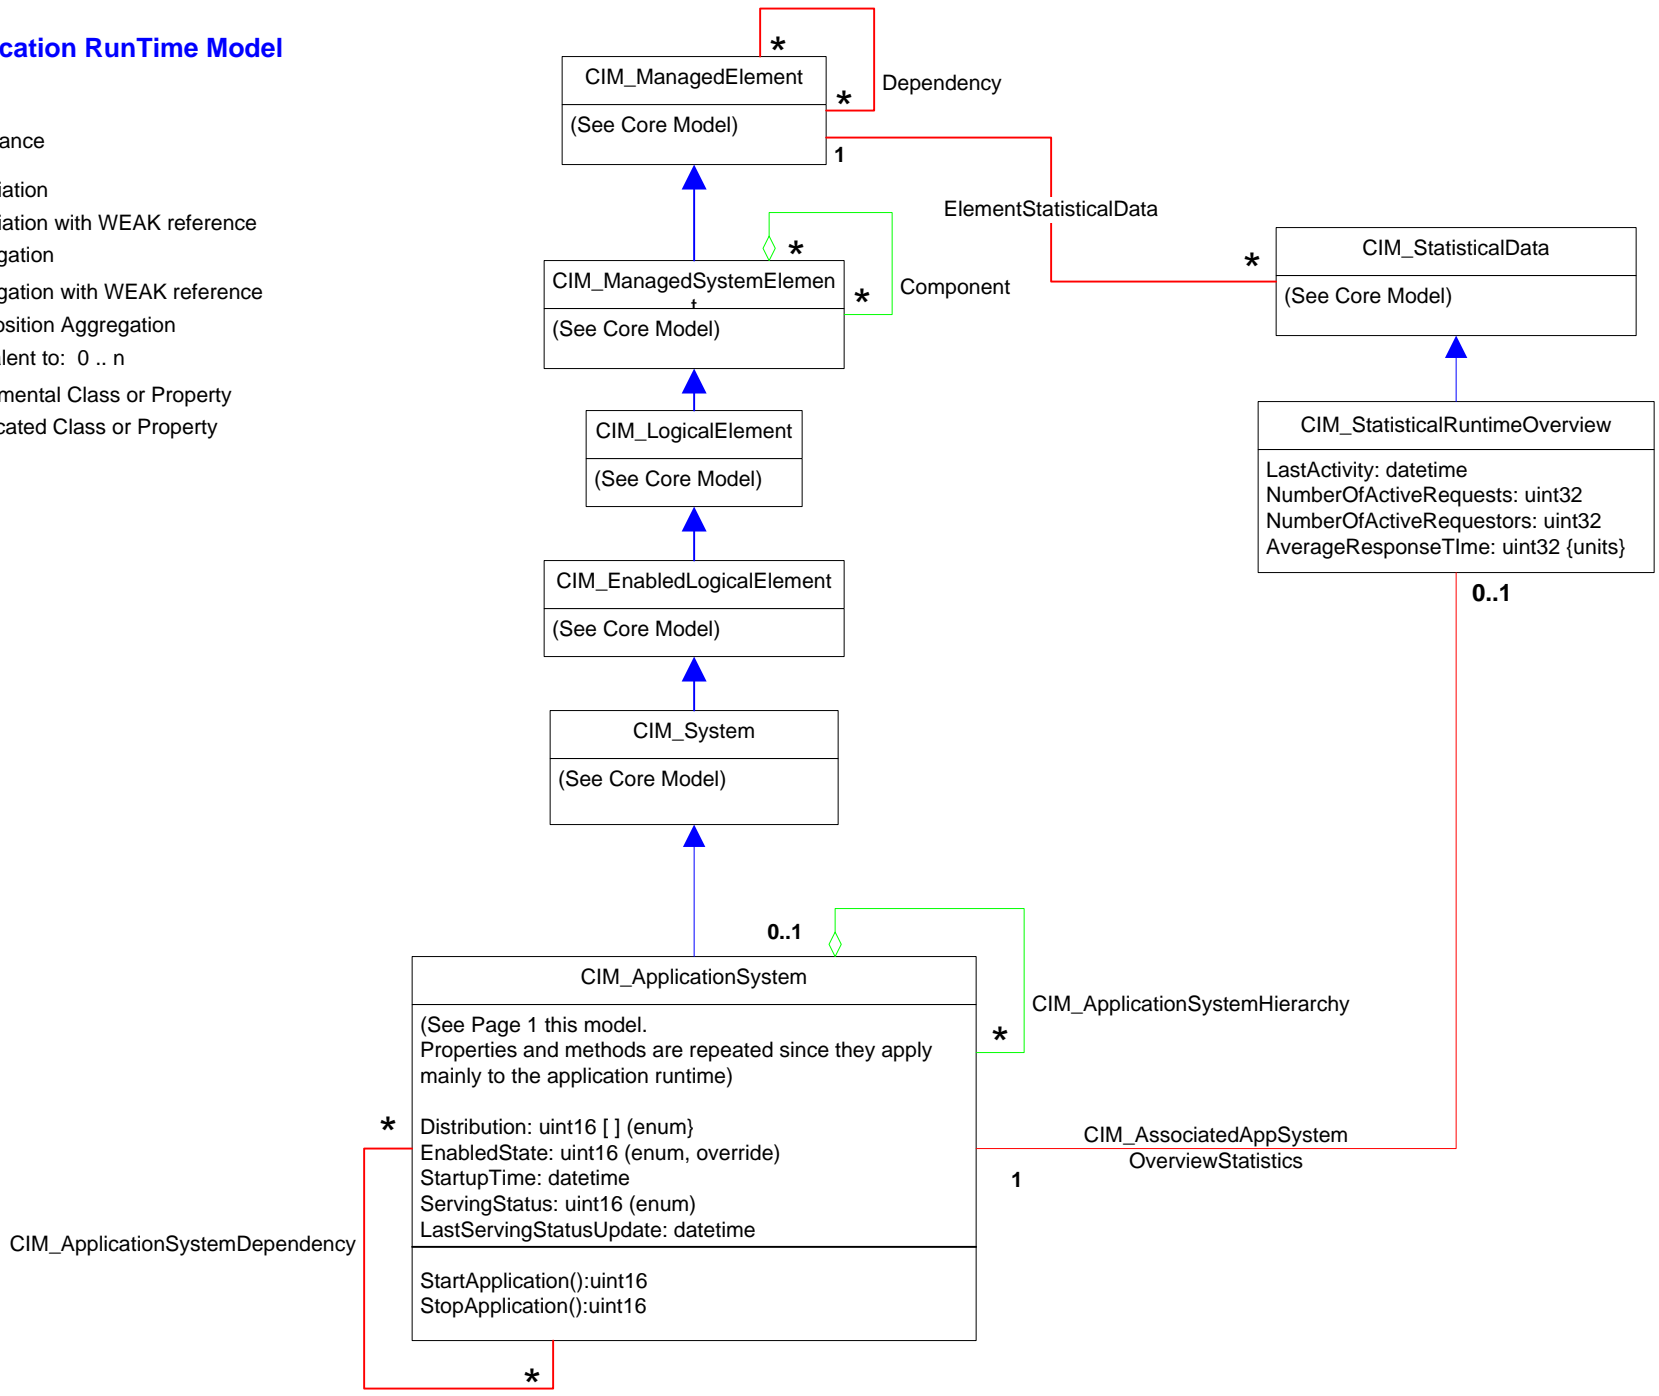 cation RunTime Model
ance
iation
iation with WEAK reference
gation
gation with WEAK reference
osition Aggregation
alent to: 0 .. n
mental Class or Property
cated Class or Property
*
CIM_ManagedElement
*
Dependency
(See Core Model)
1
ElementStatisticalData
*
CIM_StatisticalData
(See Core Model)
*
CIM_ManagedSystemElemen
t
*
Component
(See Core Model)
CIM_LogicalElement
(See Core Model)
CIM_StatisticalRuntimeOverview
LastActivity: datetime
NumberOfActiveRequests: uint32
NumberOfActiveRequestors: uint32
AverageResponseTIme: uint32 {units}
0..1
CIM_EnabledLogicalElement
(See Core Model)
CIM_System
(See Core Model)
0..1
CIM_ApplicationSystem
CIM_ApplicationSystemHierarchy
*
(See Page 1 this model.
Properties and methods are repeated since they apply
mainly to the application runtime)
*
Distribution: uint16 [ ] (enum}
EnabledState: uint16 (enum, override)
StartupTime: datetime
ServingStatus: uint16 (enum)
LastServingStatusUpdate: datetime
CIM_AssociatedAppSystem
OverviewStatistics
1
CIM_ApplicationSystemDependency
StartApplication():uint16
StopApplication():uint16
*